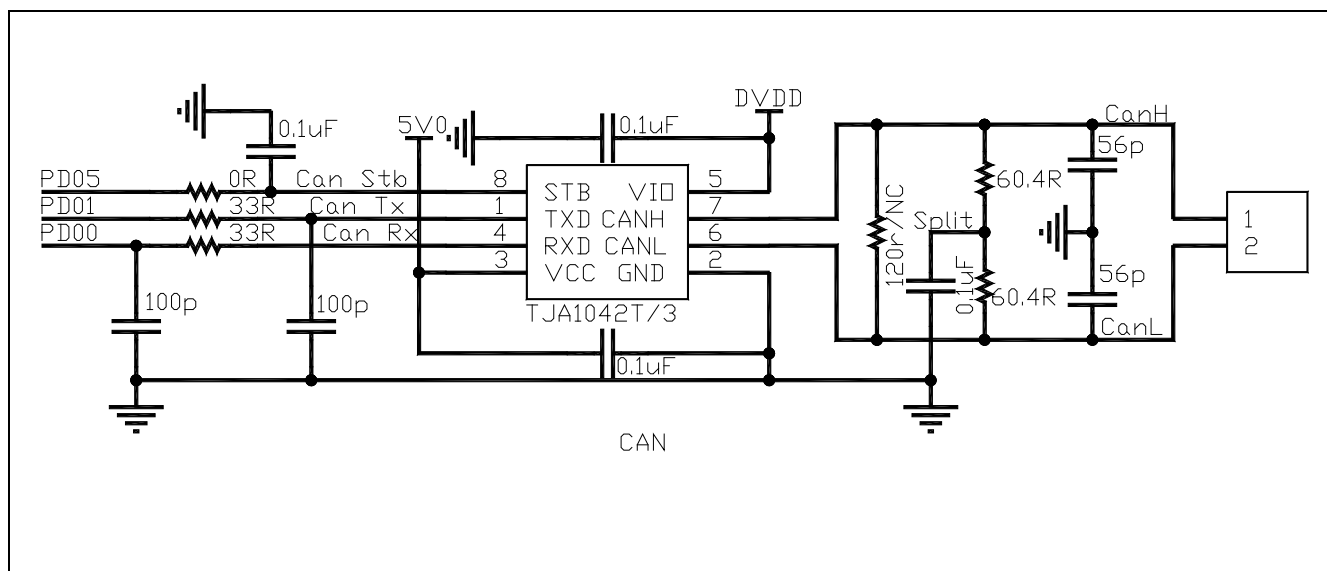 DVDD
CanH
0.1uF
5V0
0.1uF
56p
PD05
0R
Can Stb
8
STB
VIO
5
60.4R
PD01
33R
Can Tx
1
TXD
CANH
7
Split
1
PD00
33R
Can Rx
4
RXD
CANL
6
120r/NC
2
3
VCC
GND
2
0.1uF
56p
100p
100p
60.4R
TJA1042T/3
CanL
0.1uF
CAN